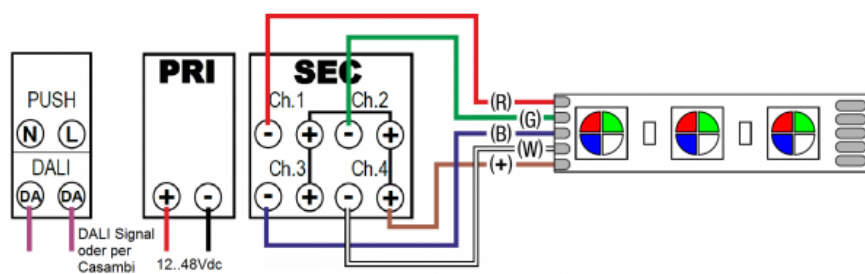 PUSH
N L
DALI
DA DA
DALI Signal
oder per
Casambi
PRI
+ -
12..48Vdc
SEC
Ch.1 Ch.2
- + - +
Ch.3 Ch.4
- + - +
(R)
(G)
(B)
(W)
(+)